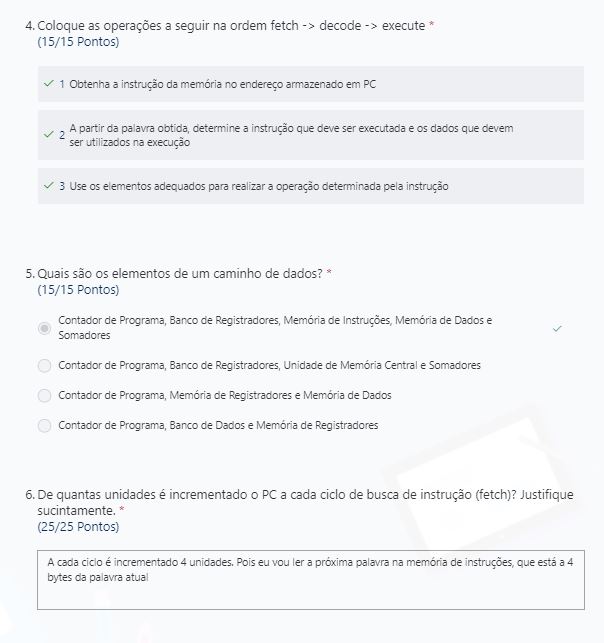 4. Coloque as operações a seguir na ordem fetch -> decode -> execute *
(15/15 Pontos)
1 Obtenha a instrução da memória no endereço armazenado em PC
2 A partir da palavra obtida, determine a instrução que deve ser executada e os dados que devem
ser utilizados na execução
3 Use os elementos adequados para realizar a operação determinada pela instrução
5. Quais são os elementos de um caminho de dados? *
(15/15 Pontos)
Contador de Programa, Banco de Registradores, Memória de Instruções, Memória de Dados e
Somadores
Contador de Programa, Banco de Registradores, Unidade de Memória Central e Somadores
Contador de Programa, Memória de Registradores e Memória de Dados
Contador de Programa, Banco de Dados e Memória de Registradores
6. De quantas unidades é incrementado o PC a cada ciclo de busca de instrução (fetch)? Justifique
sucintamente. *
(25/25 Pontos)
A cada ciclo é incrementado 4 unidades. Pois eu vou ler a próxima palavra na memória de instruções, que está a 4
bytes da palavra atual